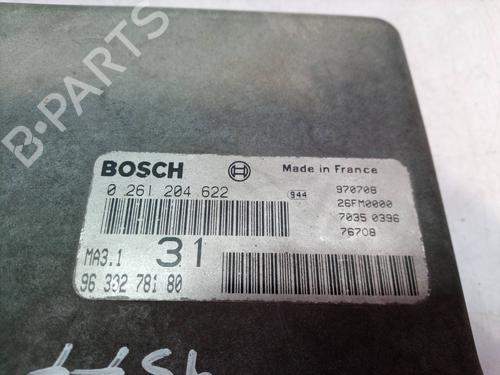 B-PARTS
BOSCH
Made in France
0 261 204 622
944
970708
26FM0000
7035 0396
76708
MA3.1
31
96 332 781 80